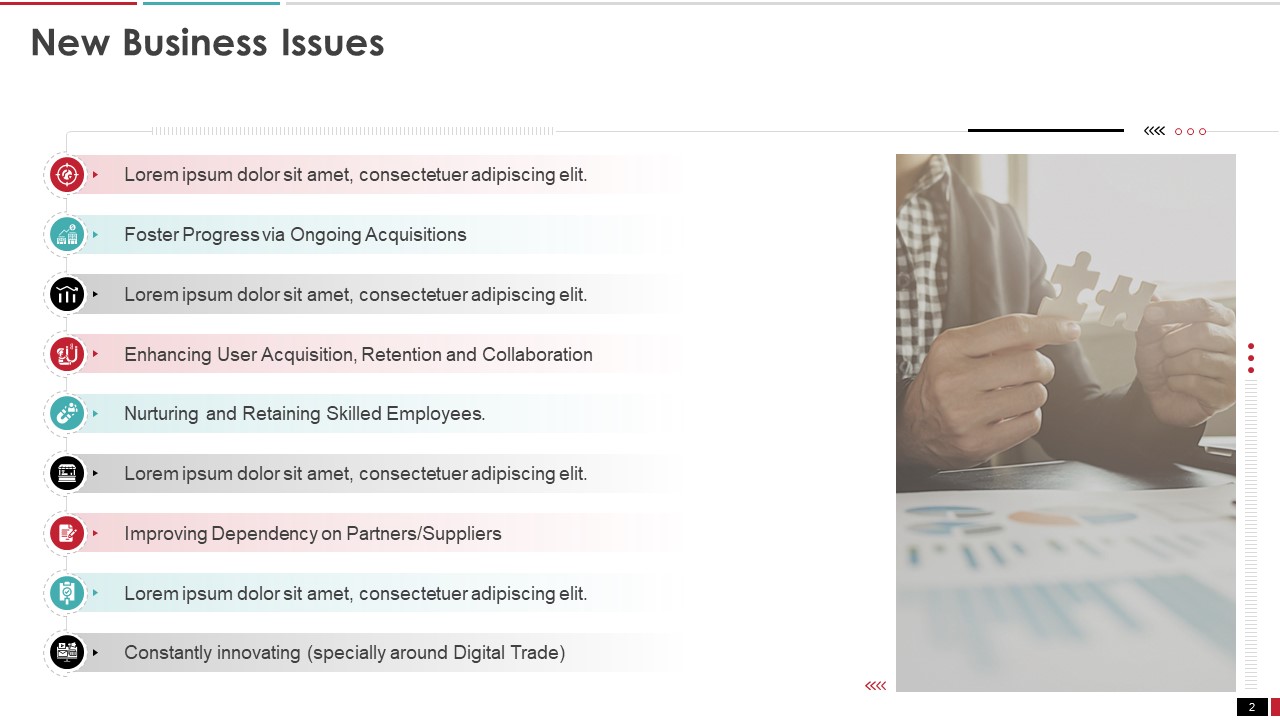 New Business Issues
Lorem ipsum dolor sit amet, consectetuer adipiscing elit.
Foster Progress via Ongoing Acquisitions
Lorem ipsum dolor sit amet, consectetuer adipiscing elit.
Enhancing User Acquisition, Retention and Collaboration
Nurturing and Retaining Skilled Employees.
Lorem ipsum dolor sit amet, consectetuer adipiscing elit.
Improving Dependency on Partners/Suppliers
Lorem ipsum dolor sit amet, consectetuer adipiscing elit.
Constantly innovating (specially around Digital Trade)
2